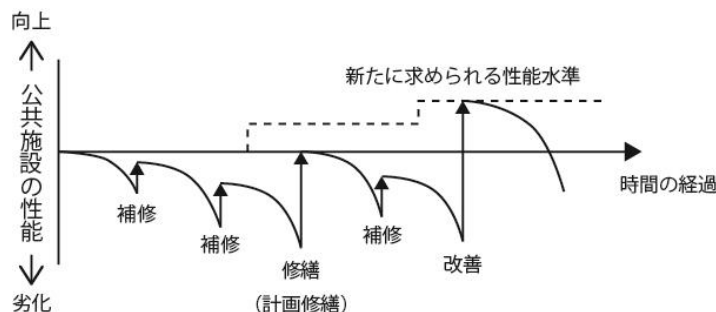 向上
公共施設の性能
劣化
新たに求められる性能水準
時間の経過
補修
補修
修繕
（計画修繕）
補修
改善